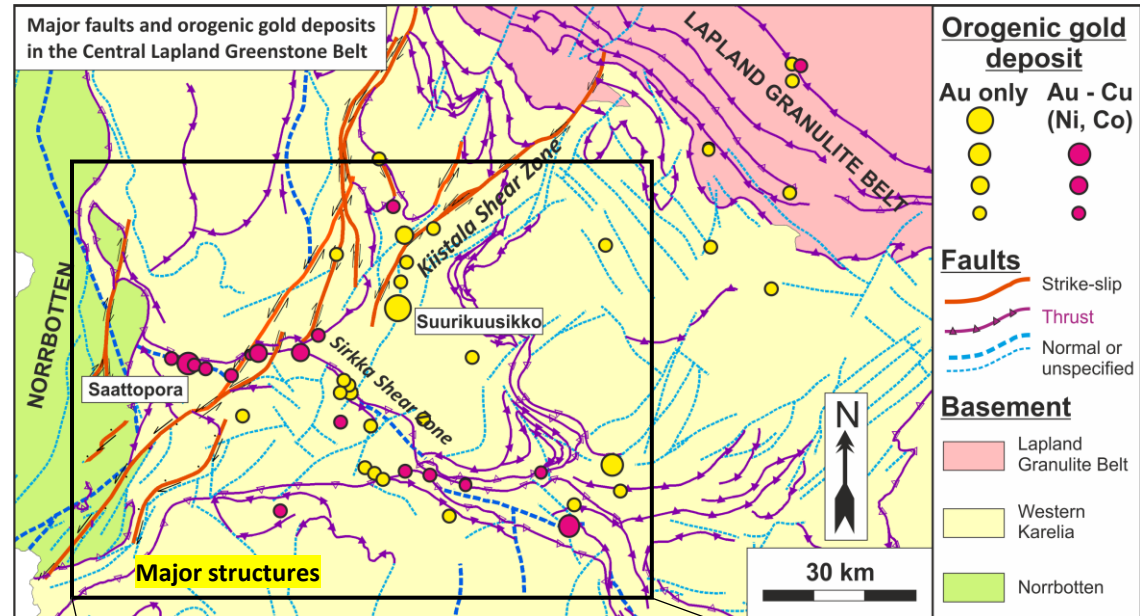 Major faults and orogenic gold deposits
in the Central Lapland Greenstone Belt
LAPLAND GRANULITE BELT
Kiistala Shear Zone
NORRBOTTEN
Suurikuusikko
Sirkka Shear Zone
Saattopora
N
Major structures
30 km
Orogenic gold
deposit
Au only
Au - Cu
(Ni, Co)
Faults
Strike-slip
Thrust
Normal or
unspecified
Basement
Lapland
Granulite Belt
Western
Karelia
Norrbotten